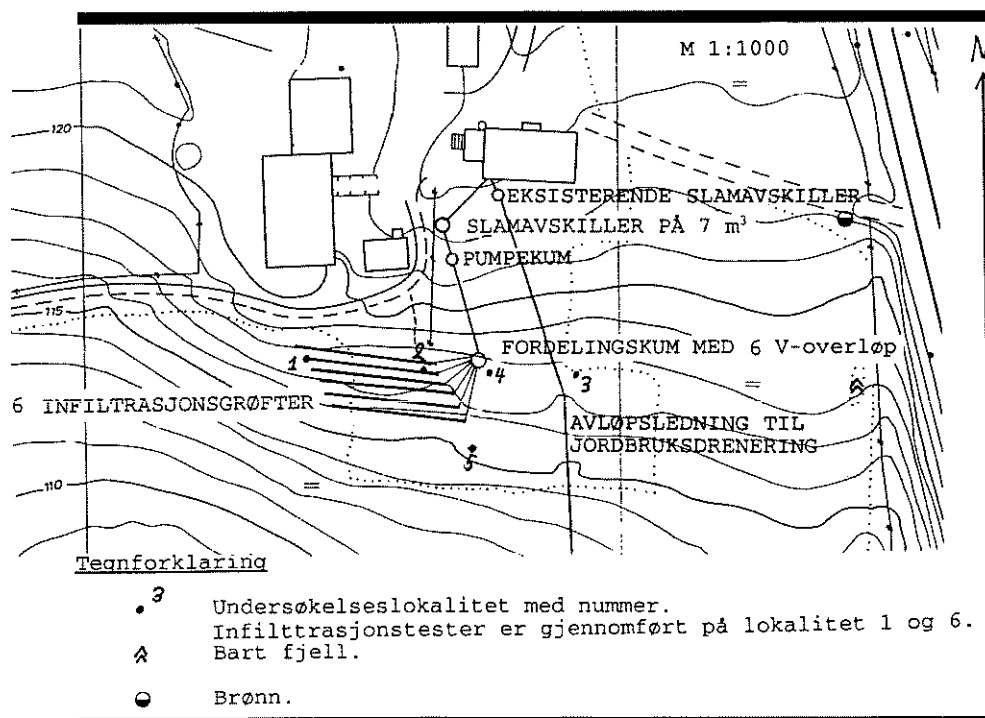 M 1:1000
N
120
EKSISTERENDE SLAMAVSKILLER
SLAMAVSKILLER PÅ 7 m³
PUMPEKUM
115
FORDELINGSKUM MED 6 V-overløp
1
2
4
3
6 INFILTRASJONSGRØFTER
AVLØPSLEDNING TIL
JORDBRUKSDRENERING
5
110
Tegnforklaring
3
Undersøkelseslokalitet med nummer.
Infilttrasjonstester er gjennomført på lokalitet 1 og 6.
Bart fjell.
Brønn.